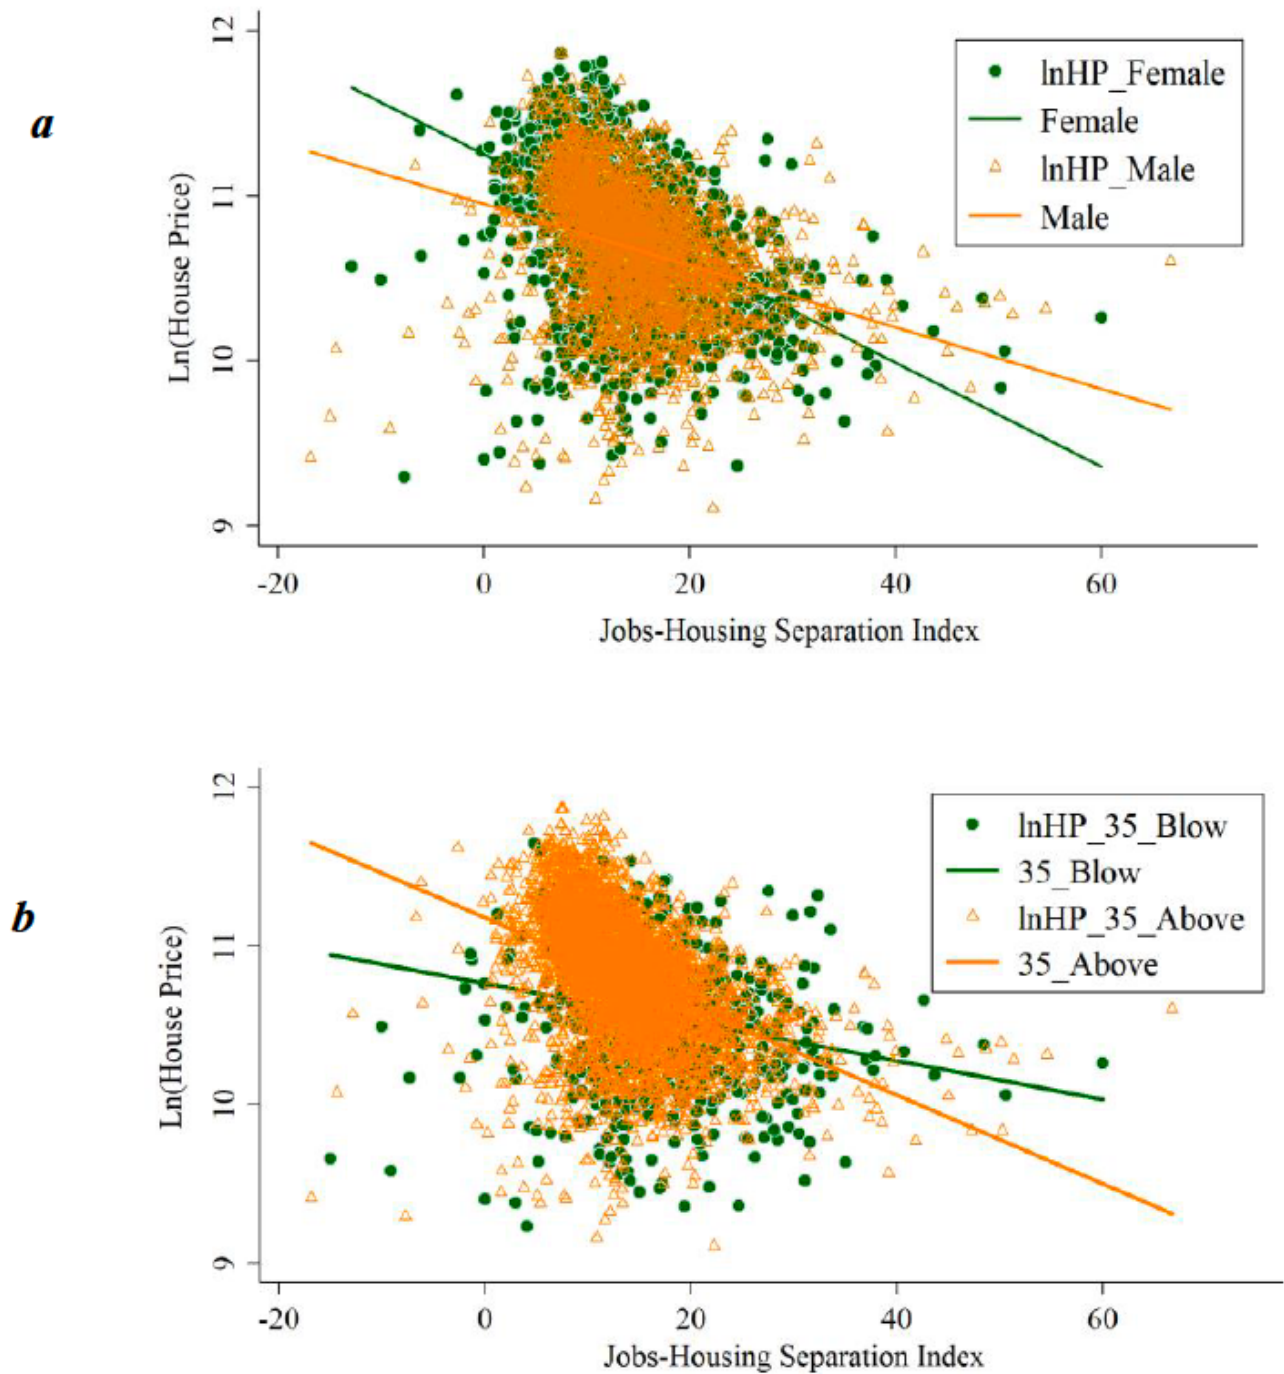 a
12
11
10
9
Ln(House Price)
lnHP_Female
Female
lnHP_Male
Male
-20 0 20 40 60
Jobs-Housing Separation Index
b
12
11
10
9
Ln(House Price)
lnHP_35_Blow
35_Blow
lnHP_35_Above
35_Above
-20 0 20 40 60
Jobs-Housing Separation Index